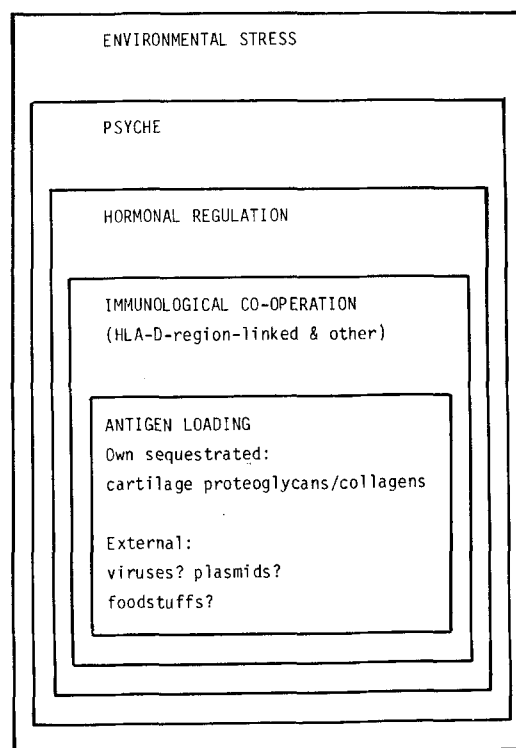 ENVIRONMENTAL STRESS
PSYCHE
HORMONAL REGULATION
IMMUNOLOGICAL CO-OPERATION
(HLA-D-region-linked & other)
ANTIGEN LOADING
Own sequestrated:
cartilage proteoglycans/collagens
External:
viruses? plasmids?
foodstuffs?